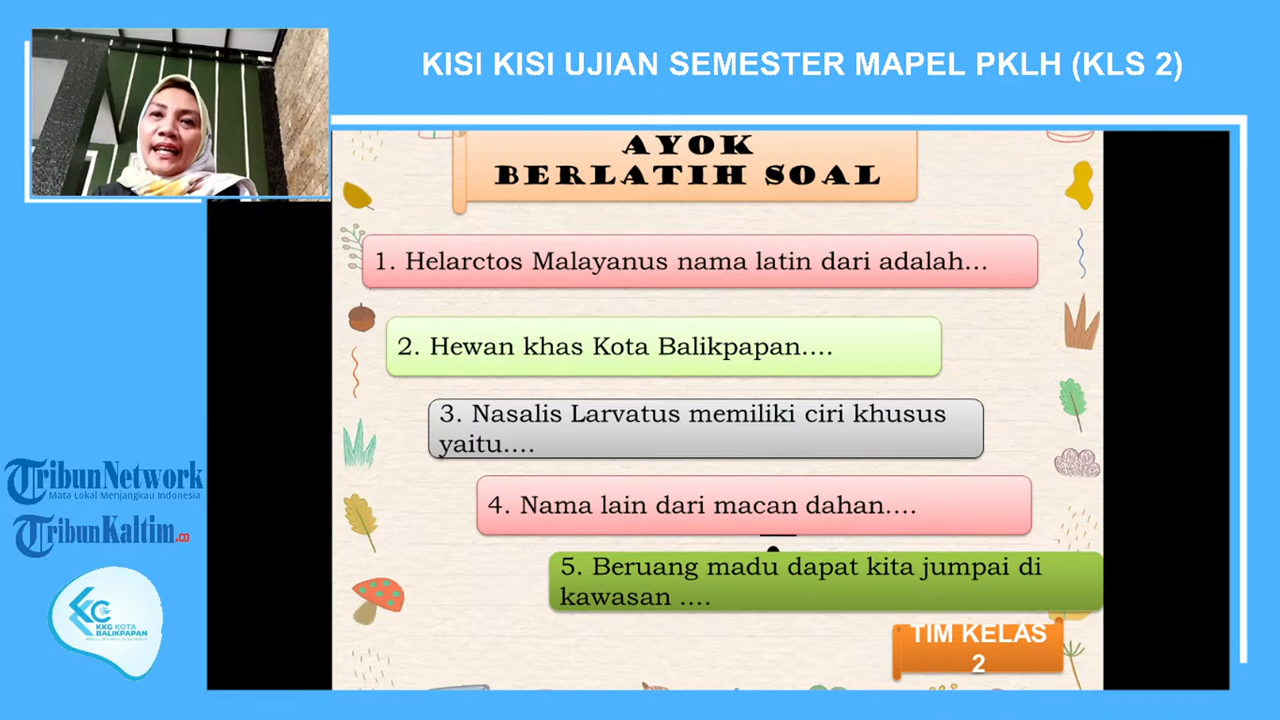 KISI KISI UJIAN SEMESTER MAPEL PKLH (KLS 2)
AYOK
BERLATIH SOAL
1. Helarctos Malayanus nama latin dari adalah...
2. Hewan khas Kota Balikpapan....
3. Nasalis Larvatus memiliki ciri khusus
yaitu....
4. Nama lain dari macan dahan....
5. Beruang madu dapat kita jumpai di
kawasan ....
TIM KELAS
2
TribunNetwork
Mata Lokal Menjangkau Indonesia
TribunKaltim.co
KKG KOTA
BALIKPAPAN